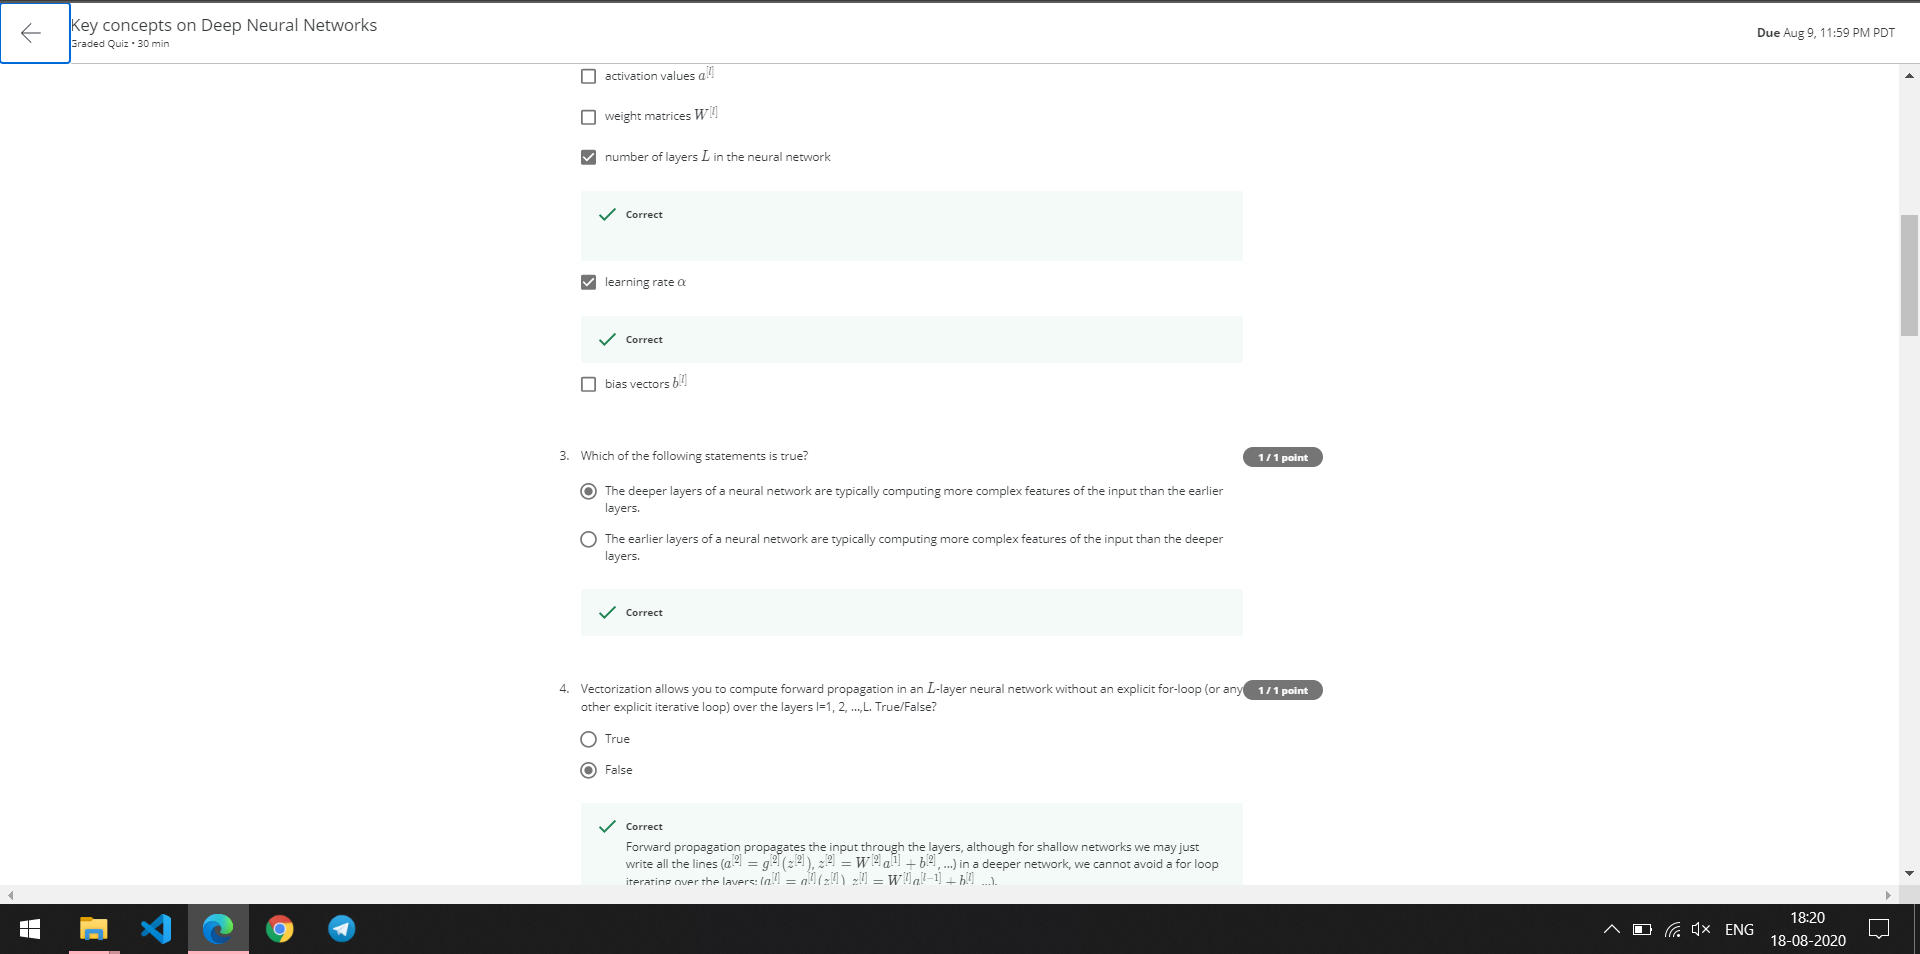 Key concepts on Deep Neural Networks
Graded Quiz • 30 min
Due Aug 9, 11:59 PM PDT
activation values a^[l]
weight matrices W^[l]
number of layers L in the neural network
Correct
learning rate α
Correct
bias vectors b^[l]
3. Which of the following statements is true?
1 / 1 point
The deeper layers of a neural network are typically computing more complex features of the input than the earlier
layers.
The earlier layers of a neural network are typically computing more complex features of the input than the deeper
layers.
Correct
4. Vectorization allows you to compute forward propagation in an L-layer neural network without an explicit for-loop (or any
other explicit iterative loop) over the layers l=1, 2, …,L. True/False?
1 / 1 point
True
False
Correct
Forward propagation propagates the input through the layers, although for shallow networks we may just
write all the lines (a^[2] = g^[2](z^[2]), z^[2] = W^[2]a^[1] + b^[2], …) in a deeper network, we cannot avoid a for loop
iterating over the layers: (a^[l] = g^[l](z^[l]), z^[l] = W^[l]a^[l−1] + b^[l], …).
ENG
18:20
18-08-2020